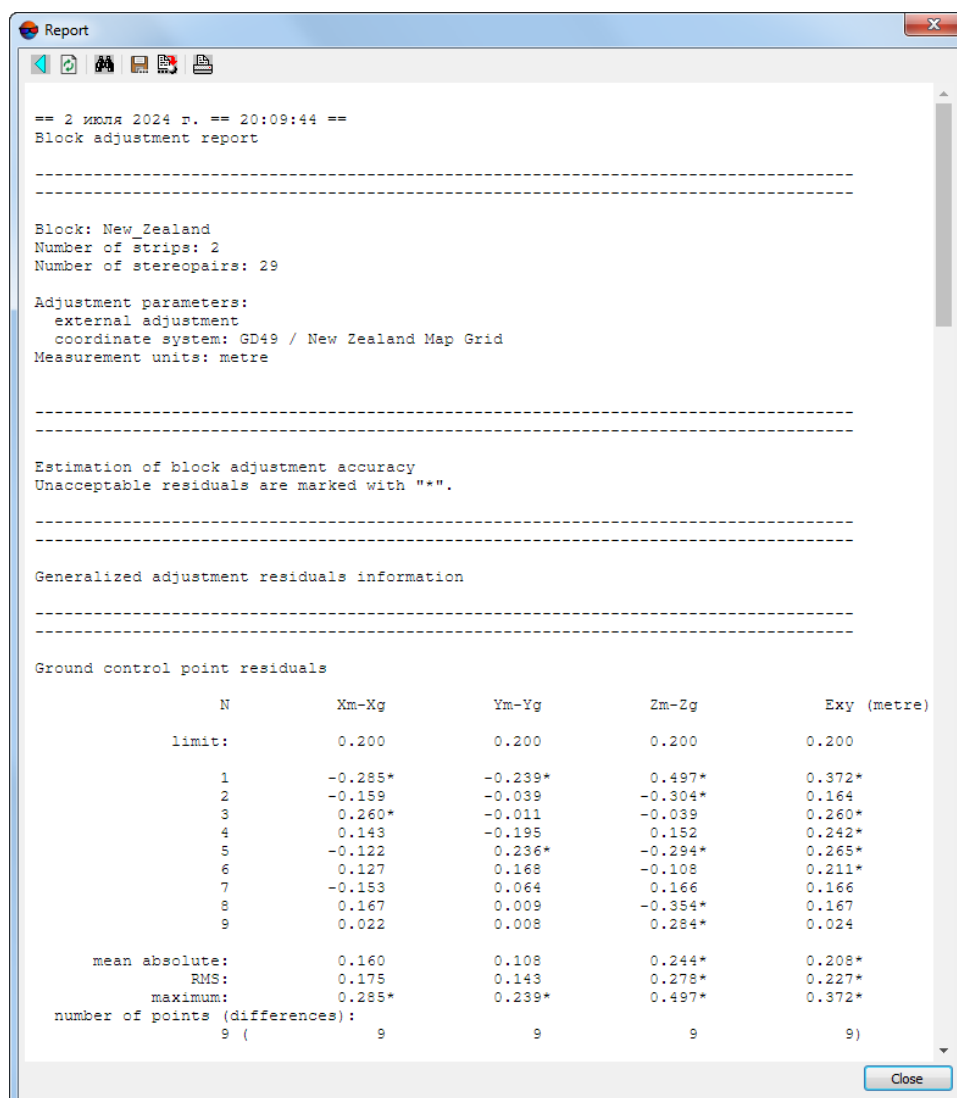 Report
== 2 июля 2024 г. == 20:09:44 ==
Block adjustment report
-------------------------------------------------------------------------------------
-------------------------------------------------------------------------------------
Block: New_Zealand
Number of strips: 2
Number of stereopairs: 29
Adjustment parameters:
external adjustment
coordinate system: GD49 / New Zealand Map Grid
Measurement units: metre
-------------------------------------------------------------------------------------
-------------------------------------------------------------------------------------
Estimation of block adjustment accuracy
Unacceptable residuals are marked with "*".
-------------------------------------------------------------------------------------
-------------------------------------------------------------------------------------
Generalized adjustment residuals information
-------------------------------------------------------------------------------------
-------------------------------------------------------------------------------------
Ground control point residuals
N Xm-Xg Ym-Yg Zm-Zg Exy (metre)
limit: 0.200 0.200 0.200 0.200
1 -0.285* -0.239* 0.497* 0.372*
2 -0.159 -0.039 -0.304* 0.164
3 0.260* -0.011 -0.039 0.260*
4 0.143 -0.195 0.152 0.242*
5 -0.122 0.236* -0.294* 0.265*
6 0.127 0.168 -0.108 0.211*
7 -0.153 0.064 0.166 0.166
8 0.167 0.009 -0.354* 0.167
9 0.022 0.008 0.284* 0.024
mean absolute: 0.160 0.108 0.244* 0.208*
RMS: 0.175 0.143 0.278* 0.227*
maximum: 0.285* 0.239* 0.497* 0.372*
number of points (differences):
9 ( 9 9 9 9)
Close